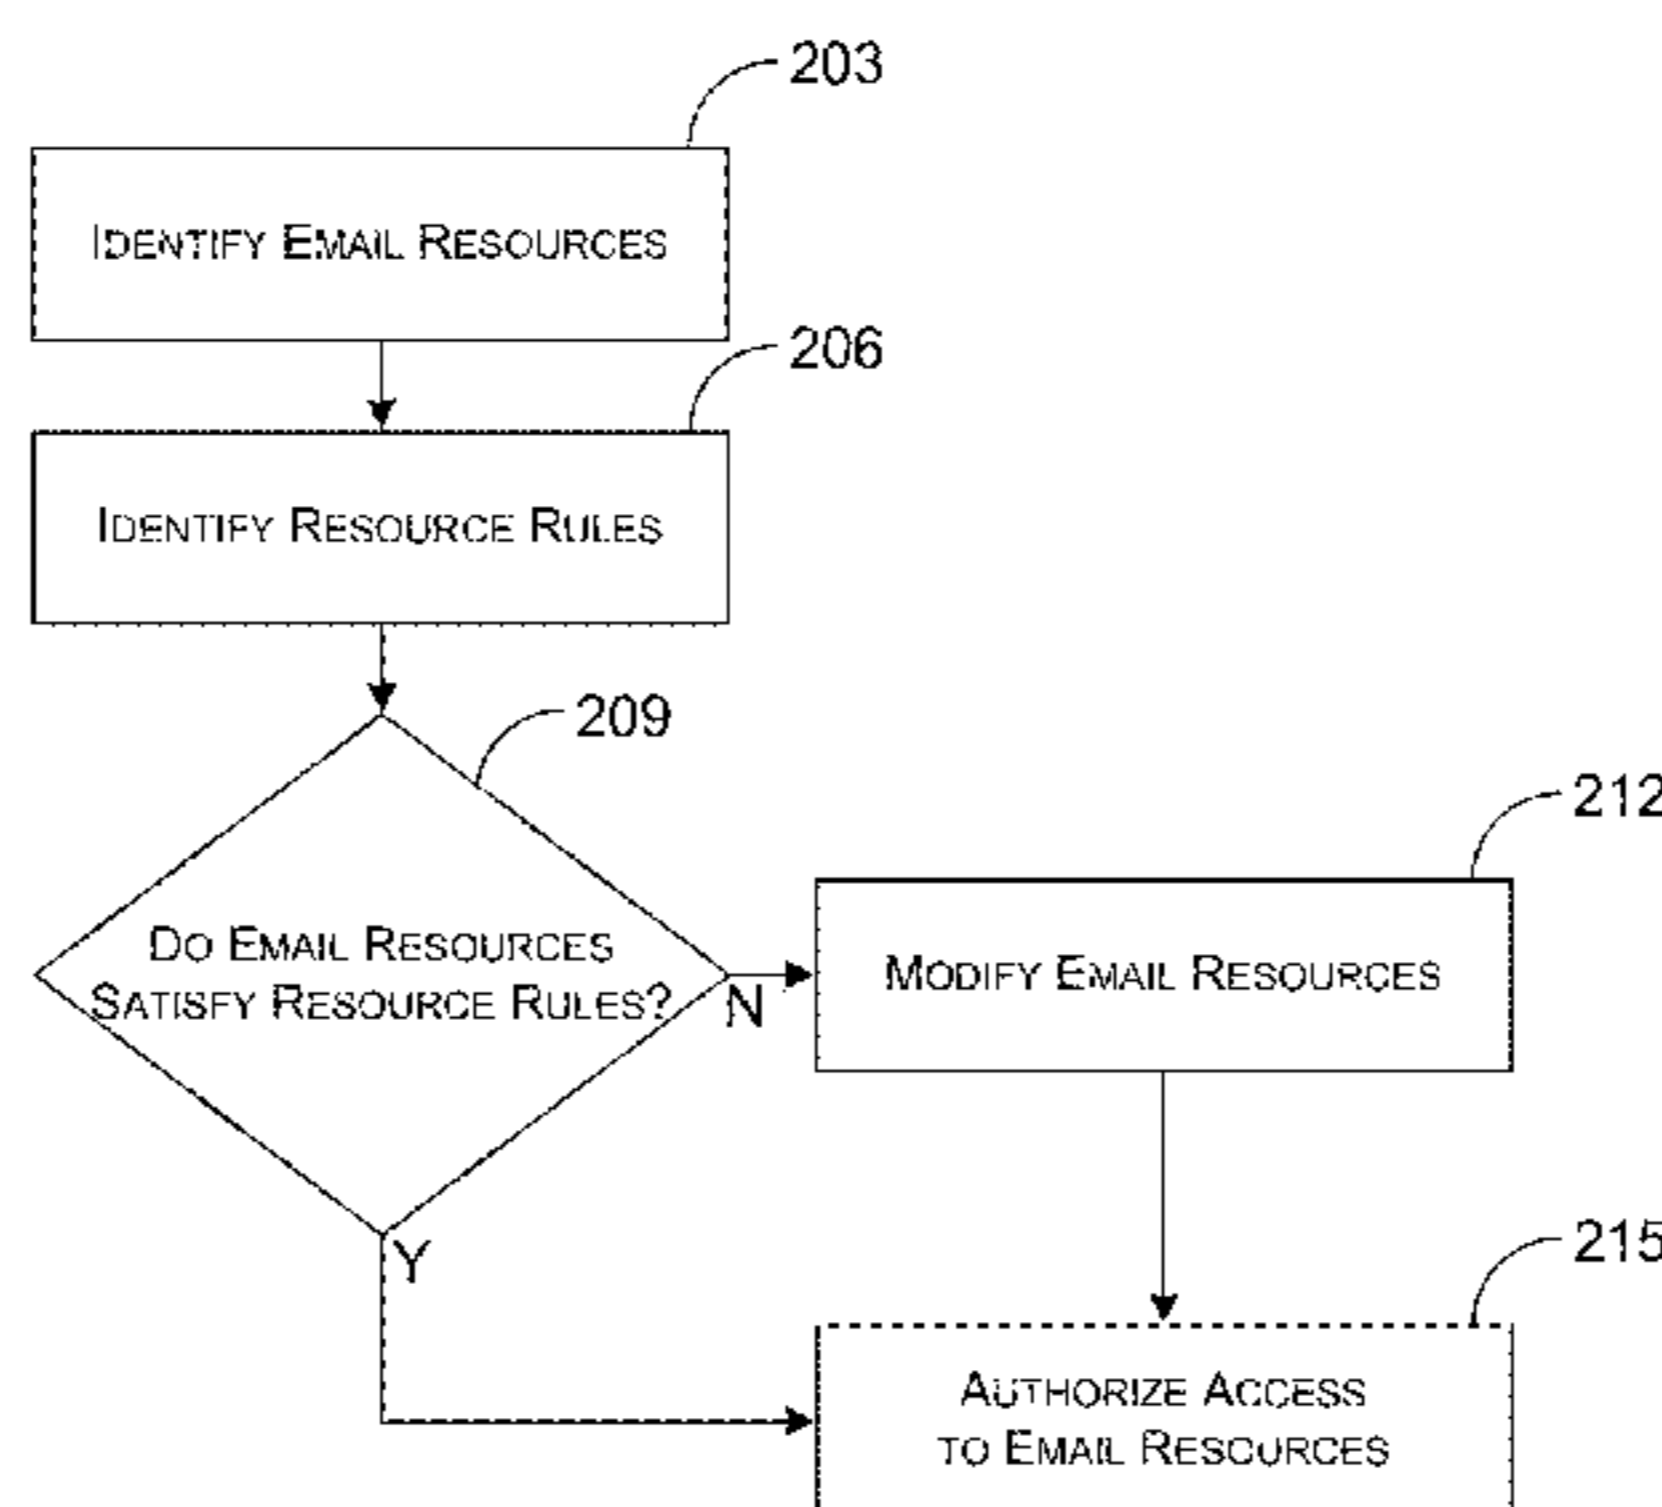 203
IDENTIFY EMAIL RESOURCES
206
IDENTIFY RESOURCE RULES
209
DO EMAIL RESOURCES
SATISFY RESOURCE RULES?
N
212
MODIFY EMAIL RESOURCES
Y
215
AUTHORIZE ACCESS
TO EMAIL RESOURCES